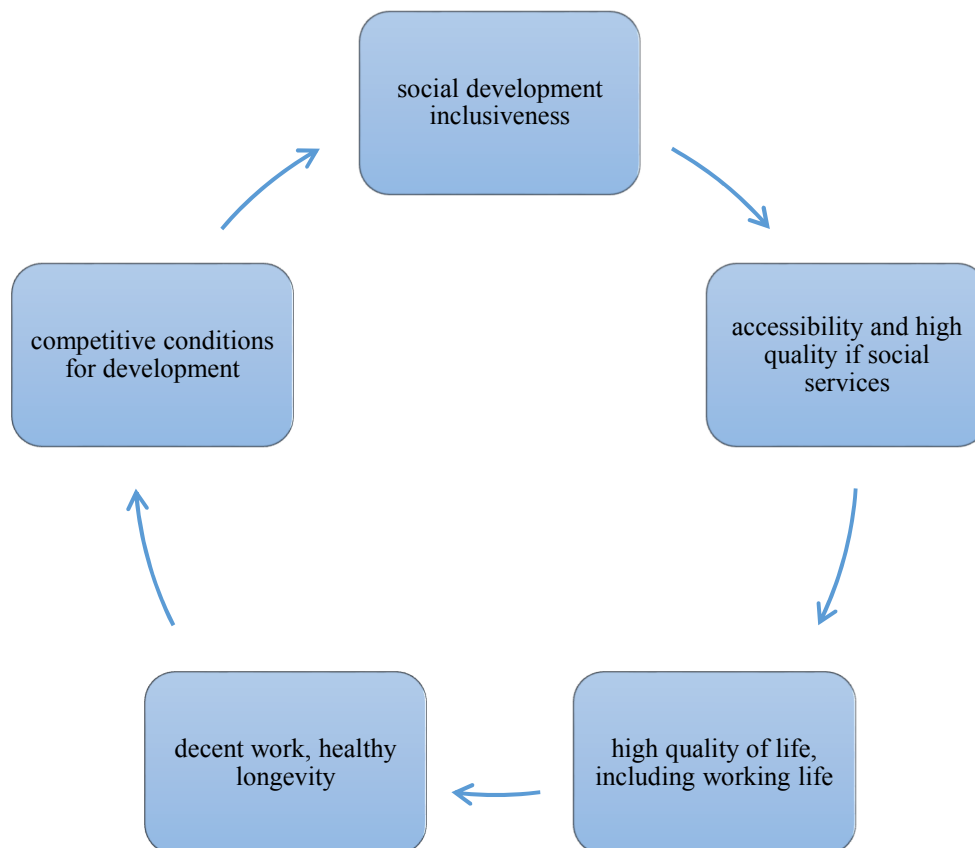 social development
inclusiveness
accessibility and high
quality if social
services
high quality of life,
including working life
decent work, healthy
longevity
competitive conditions
for development